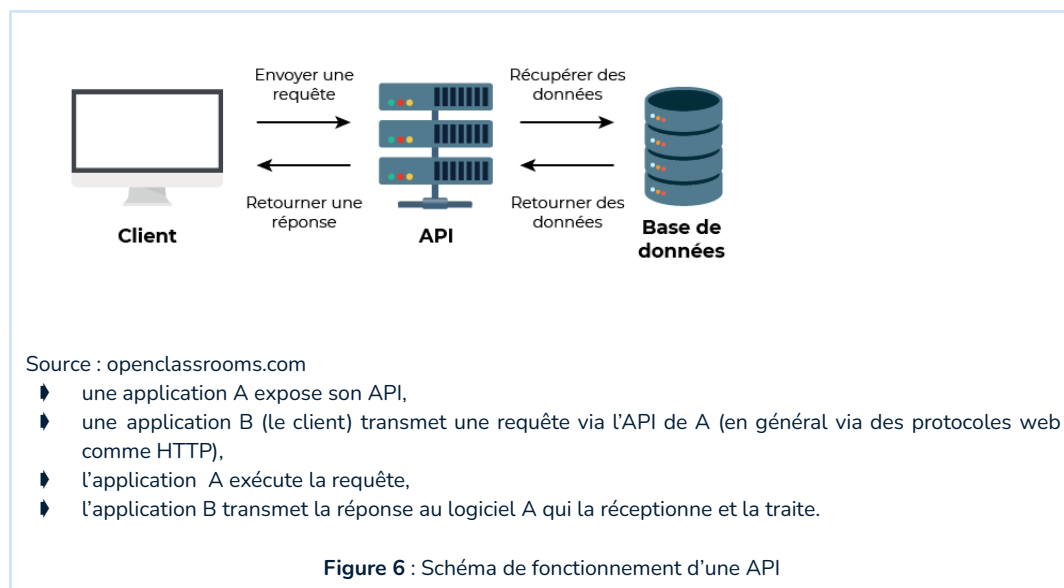 Envoyer une
requête
Récupérer des
données
Retourner une
réponse
Retourner des
données
Client
API
Base de
données
Source : openclassrooms.com
une application A expose son API,
une application B (le client) transmet une requête via l'API de A (en général via des protocoles web
comme HTTP),
l'application A exécute la requête,
l'application B transmet la réponse au logiciel A qui la réceptionne et la traite.
Figure 6 : Schéma de fonctionnement d'une API